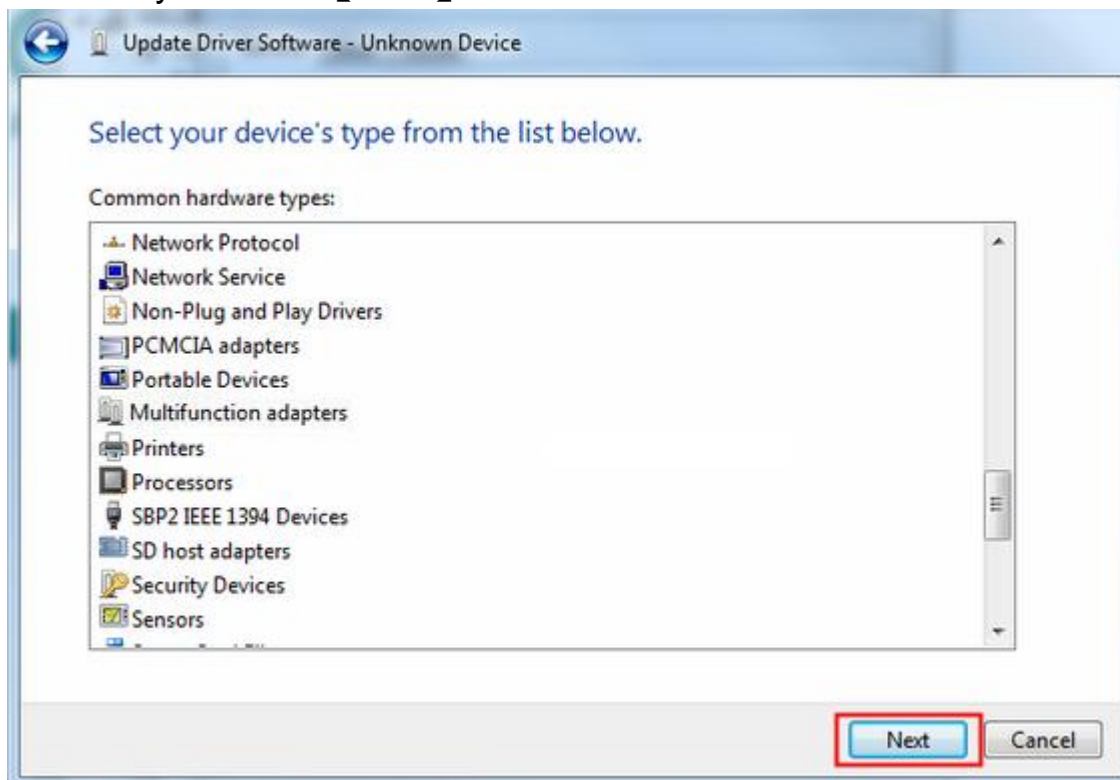 Update Driver Software - Unknown Device
Select your device's type from the list below.
Common hardware types:
Network Protocol
Network Service
Non-Plug and Play Drivers
PCMCIA adapters
Portable Devices
Multifunction adapters
Printers
Processors
SBP2 IEEE 1394 Devices
SD host adapters
Security Devices
Sensors
Next
Cancel